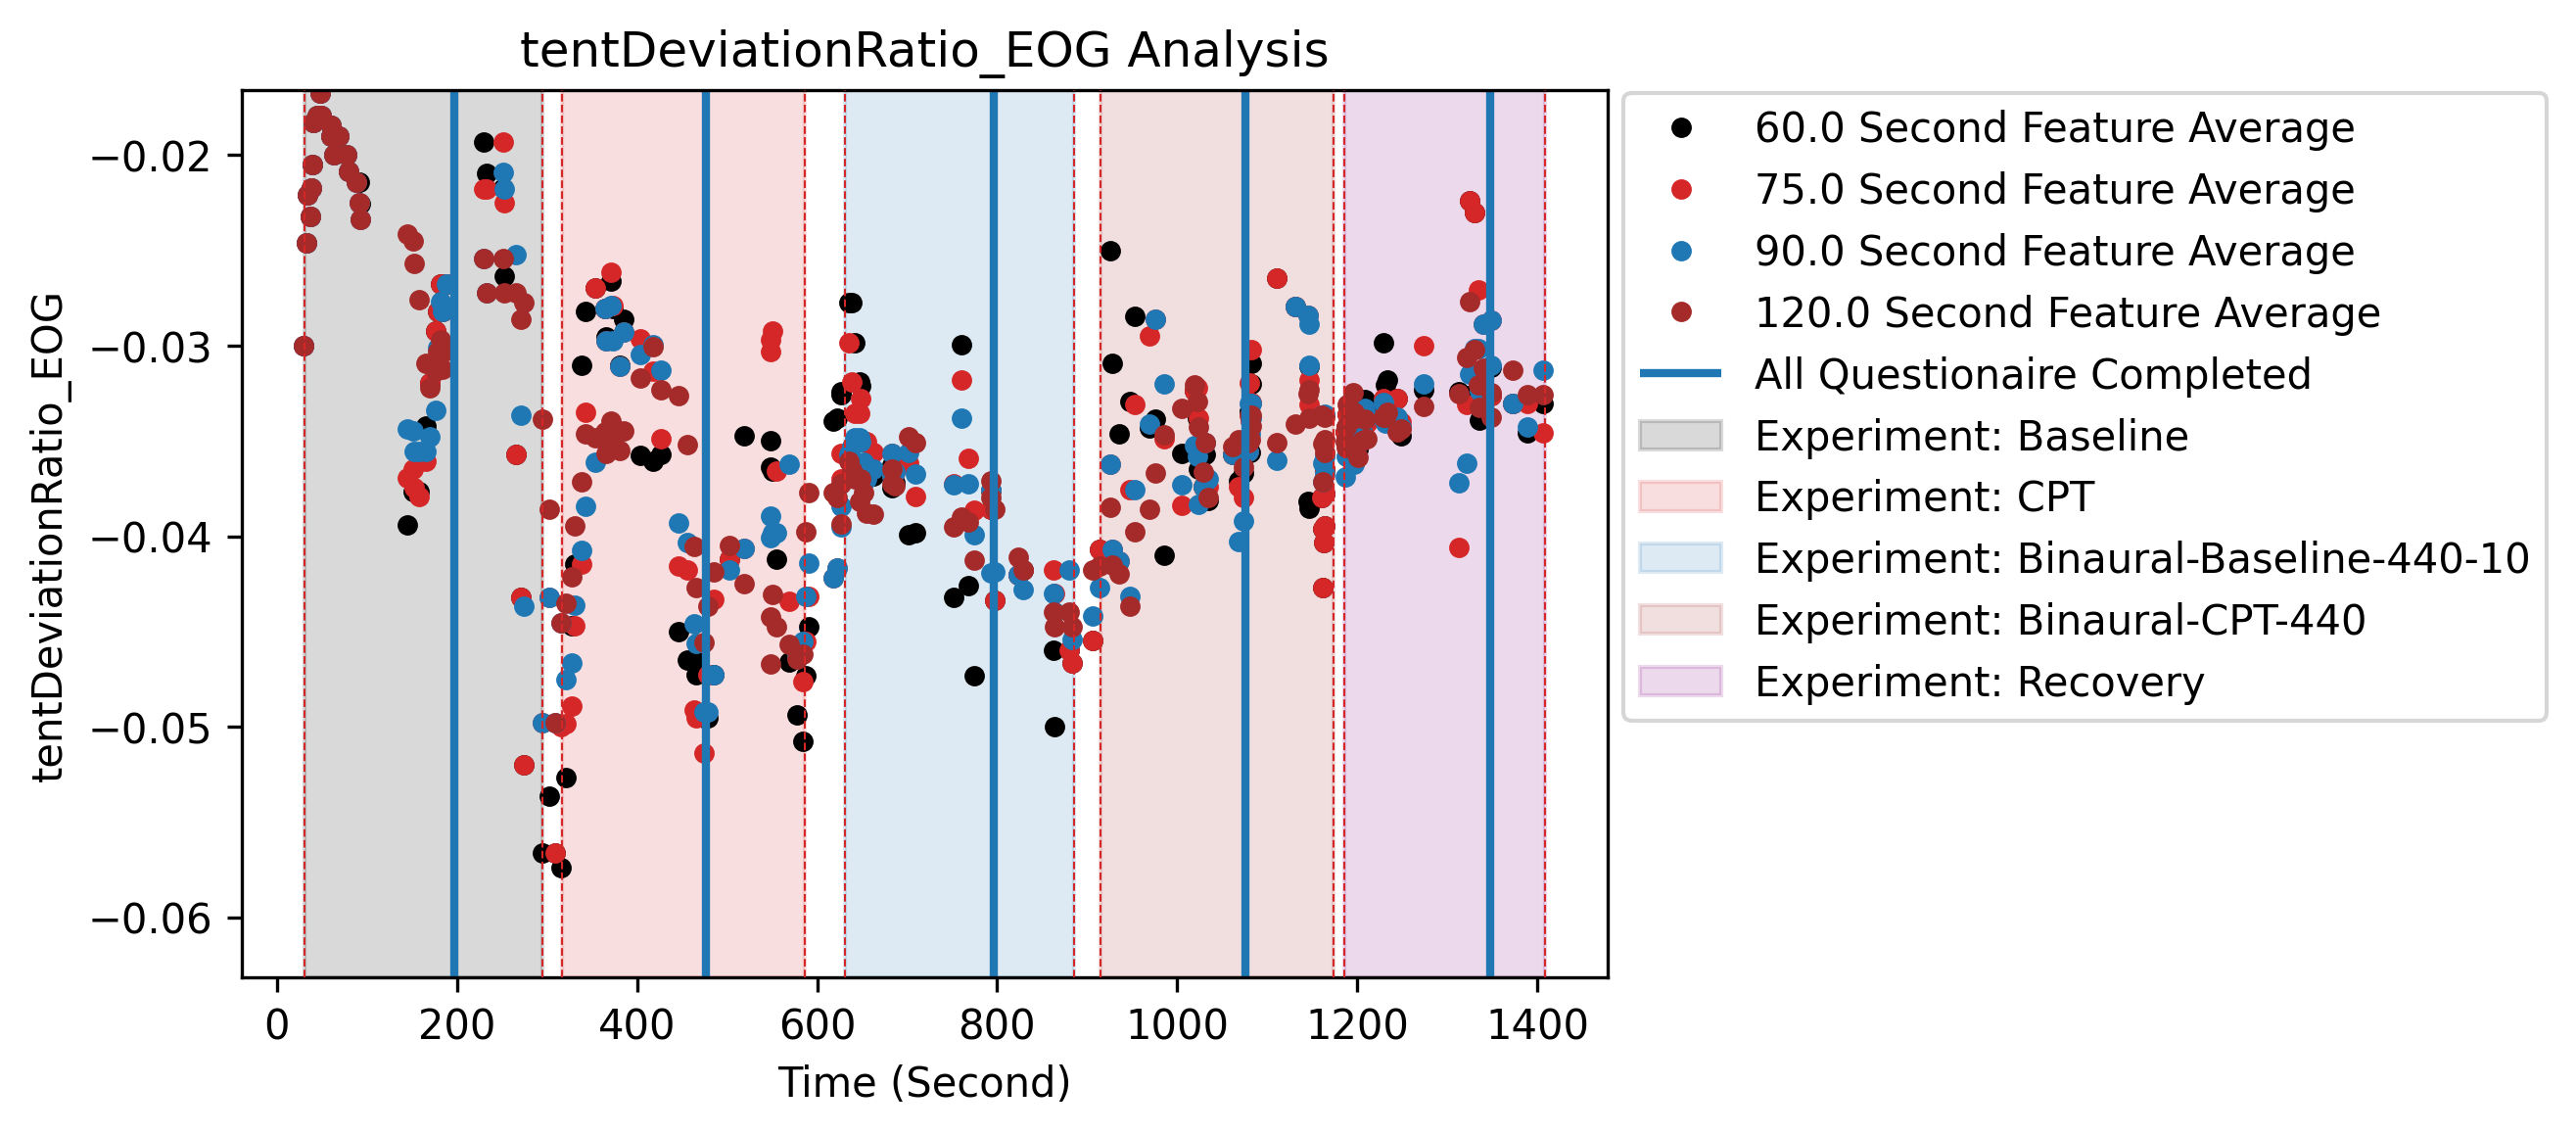 tentDeviationRatio_EOG Analysis
tentDeviationRatio_EOG
−0.02
−0.03
−0.04
−0.05
−0.06
0 200 400 600 800 1000 1200 1400
Time (Second)
60.0 Second Feature Average
75.0 Second Feature Average
90.0 Second Feature Average
120.0 Second Feature Average
All Questionaire Completed
Experiment: Baseline
Experiment: CPT
Experiment: Binaural-Baseline-440-10
Experiment: Binaural-CPT-440
Experiment: Recovery